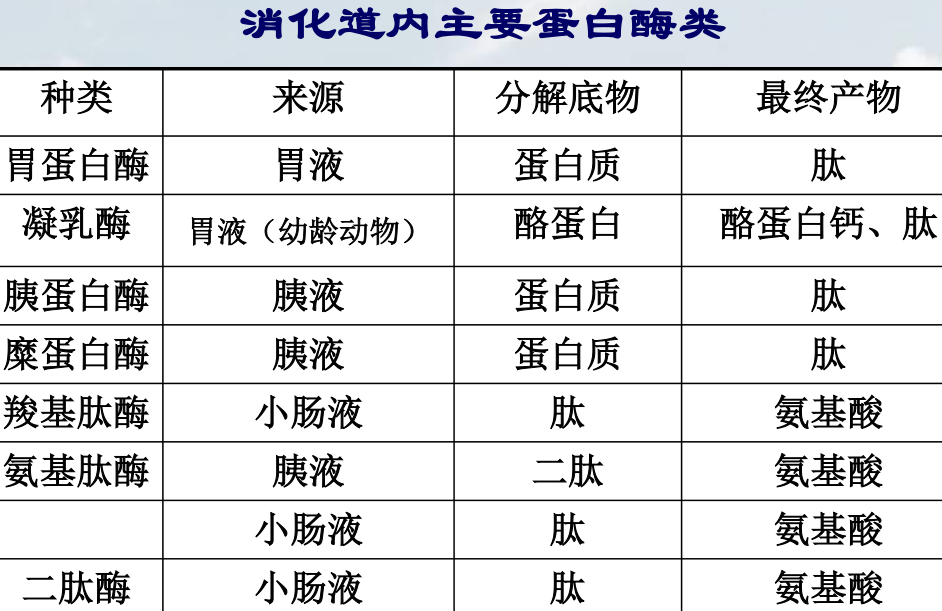 消化道内主要蛋白酶类
种类 来源 分解底物 最终产物
胃蛋白酶 胃液 蛋白质 肽
凝乳酶 胃液（幼龄动物） 酪蛋白 酪蛋白钙、肽
胰蛋白酶 胰液 蛋白质 肽
糜蛋白酶 胰液 蛋白质 肽
羧基肽酶 小肠液 肽 氨基酸
氨基肽酶 胰液 二肽 氨基酸
小肠液 肽 氨基酸
二肽酶 小肠液 肽 氨基酸